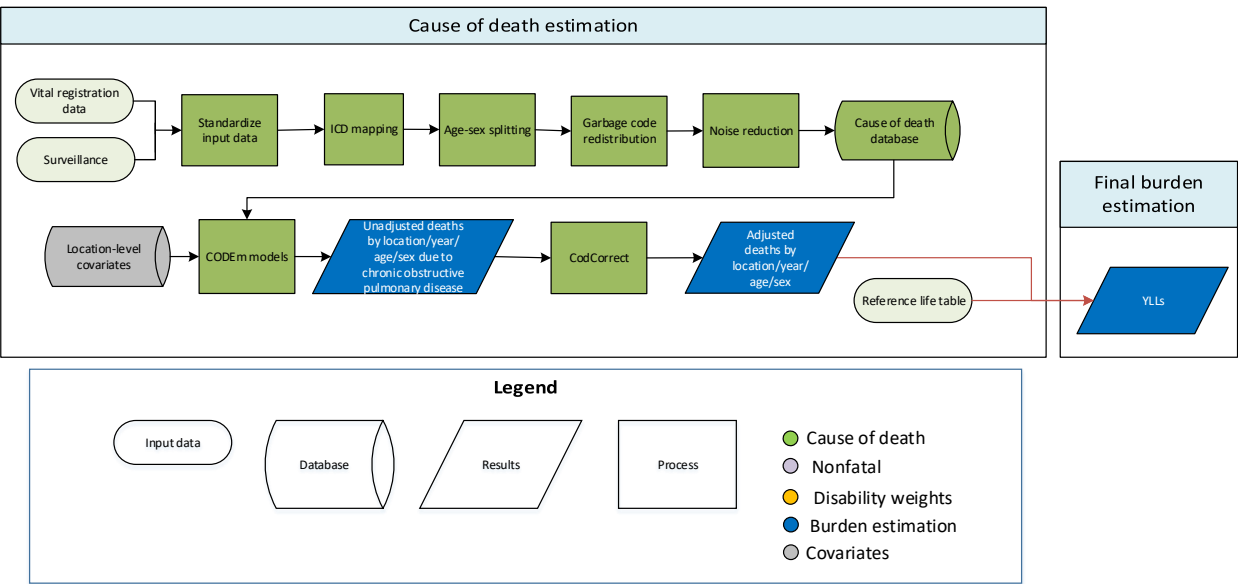 Cause of death estimation
Vital registration
data
Surveillance
Standardize
input data
ICD mapping
Age-sex splitting
Garbage code
redistribution
Noise reduction
Cause of death
database
Location-level
covariates
CODEm models
Unadjusted deaths
by location/year/
age/sex due to
chronic obstructive
pulmonary disease
CodCorrect
Adjusted
deaths by
location/year/
age/sex
Reference life table
Final burden
estimation
YLLs
Legend
Input data
Database
Results
Process
Cause of death
Nonfatal
Disability weights
Burden estimation
Covariates